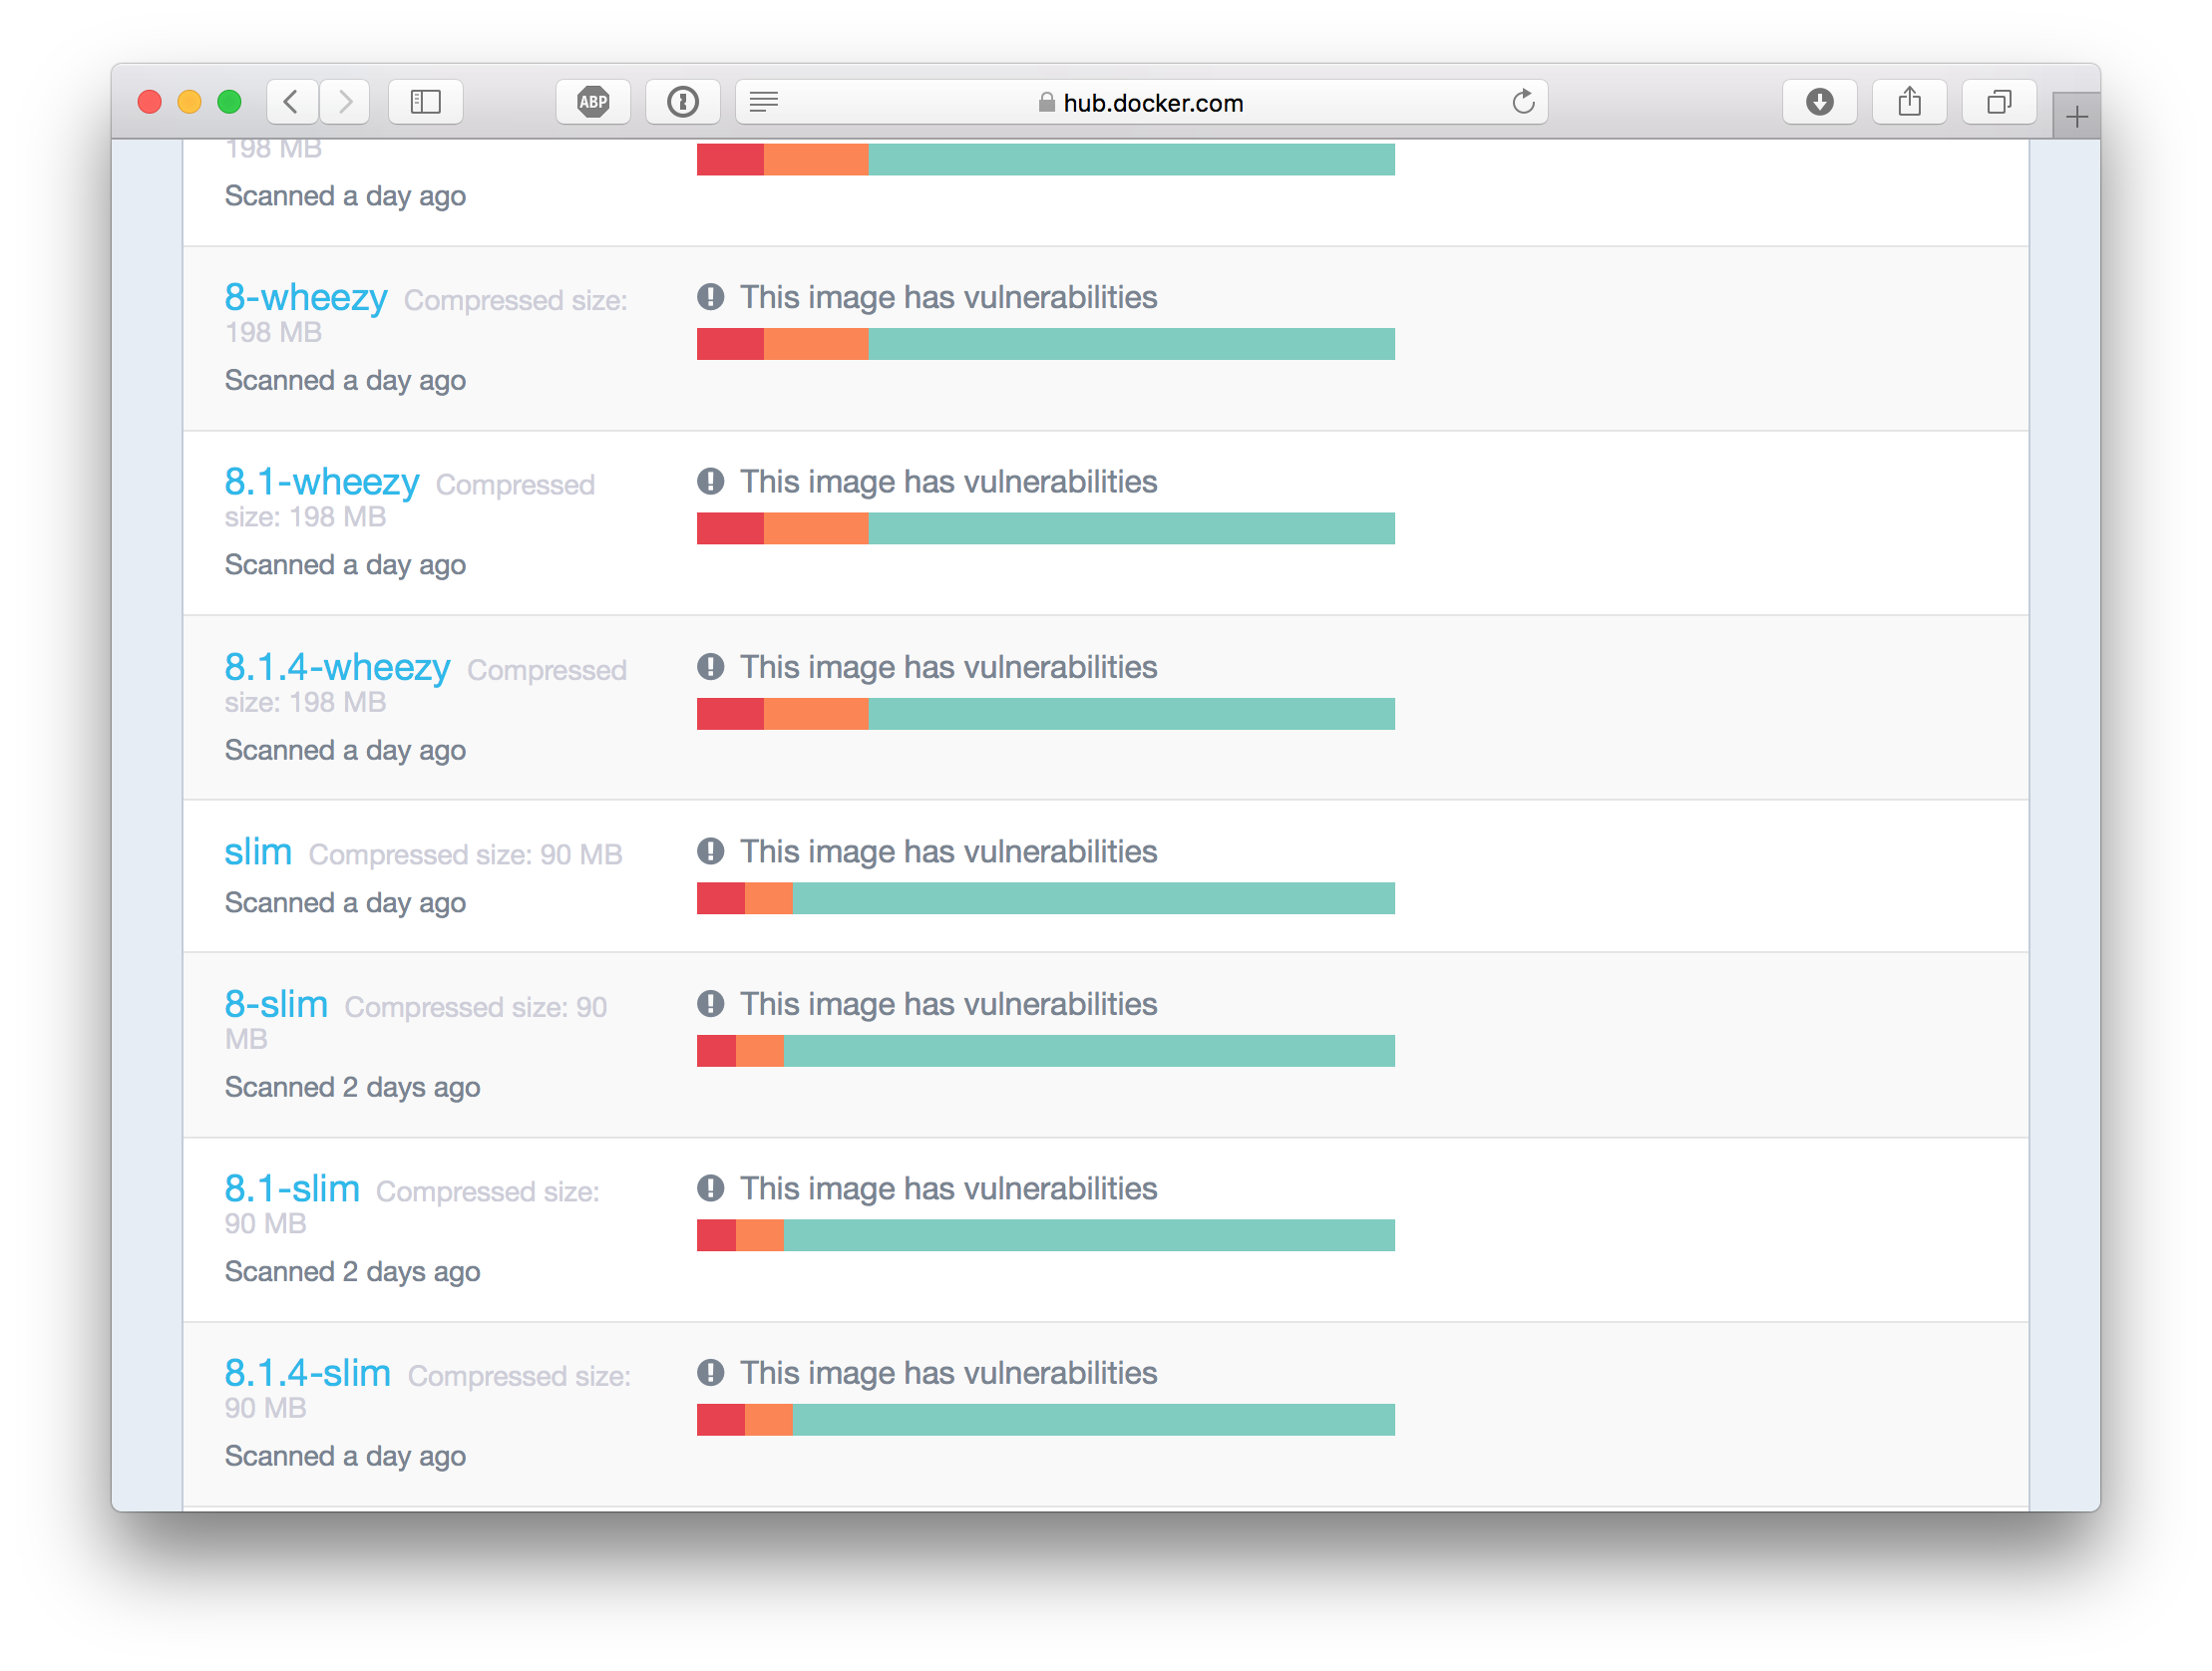 ABP
hub.docker.com
198 MB
Scanned a day ago
8-wheezy Compressed size:
198 MB
Scanned a day ago
This image has vulnerabilities
8.1-wheezy Compressed
size: 198 MB
Scanned a day ago
This image has vulnerabilities
8.1.4-wheezy Compressed
size: 198 MB
Scanned a day ago
This image has vulnerabilities
slim Compressed size: 90 MB
Scanned a day ago
This image has vulnerabilities
8-slim Compressed size: 90
MB
Scanned 2 days ago
This image has vulnerabilities
8.1-slim Compressed size:
90 MB
Scanned 2 days ago
This image has vulnerabilities
8.1.4-slim Compressed size:
90 MB
Scanned a day ago
This image has vulnerabilities